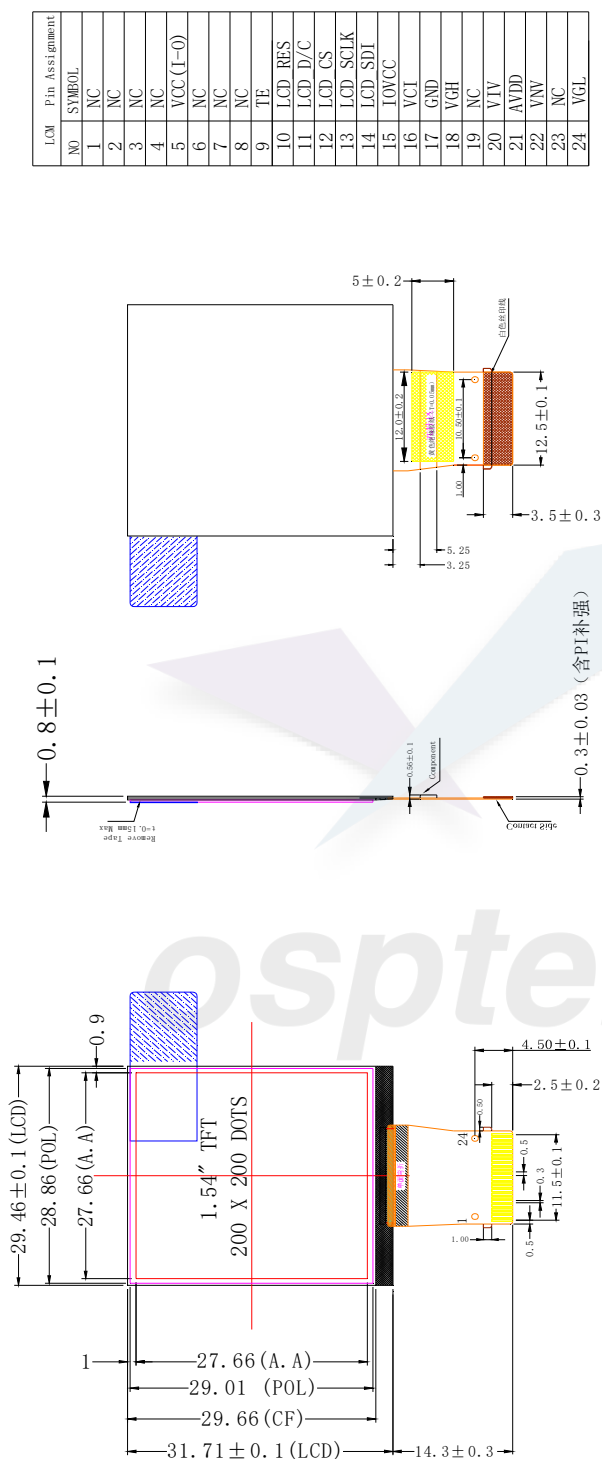 LCM Pin Assignment
NO SYMBOL
1 NC
2 NC
3 NC
4 NC
5 VCC(I-O)
6 NC
7 NC
8 NC
9 TE
10 LCD RES
11 LCD D/C
12 LCD CS
13 LCD SCLK
14 LCD SDI
15 IOVCC
16 VCI
17 GND
18 VGH
19 NC
20 VIV
21 AVDD
22 VNV
23 NC
24 VGL
5±0.2
白色丝印线
12.0±0.2
10.50±0.1
12.5±0.1
1.00
3.5±0.3
5.25
3.25
0.8±0.1
0.3±0.03 (含PI补强)
0.56±0.1
Component
Remove Tape
t=0.15mm Max
Contact Side
ospte
0.9
4.50±0.1
2.5±0.2
29.46±0.1(LCD)
28.86(POL)
27.66(A.A)
1.54" TFT
200 X 200 DOTS
0.50
24
1
0.5
0.3
11.5±0.1
1.00
0.5
1
27.66(A.A)
29.01 (POL)
29.66(CF)
31.71±0.1(LCD)
14.3±0.3